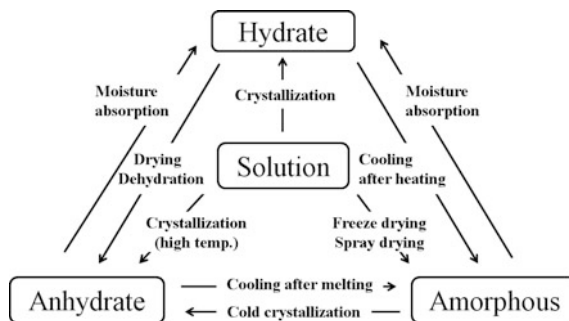 Hydrate
Moisture
absorption
Moisture
absorption
Crystallization
Drying
Dehydration
Solution
Cooling
after heating
Crystallization
(high temp.)
Freeze drying
Spray drying
Anhydrate
Cooling after melting
Cold crystallization
Amorphous